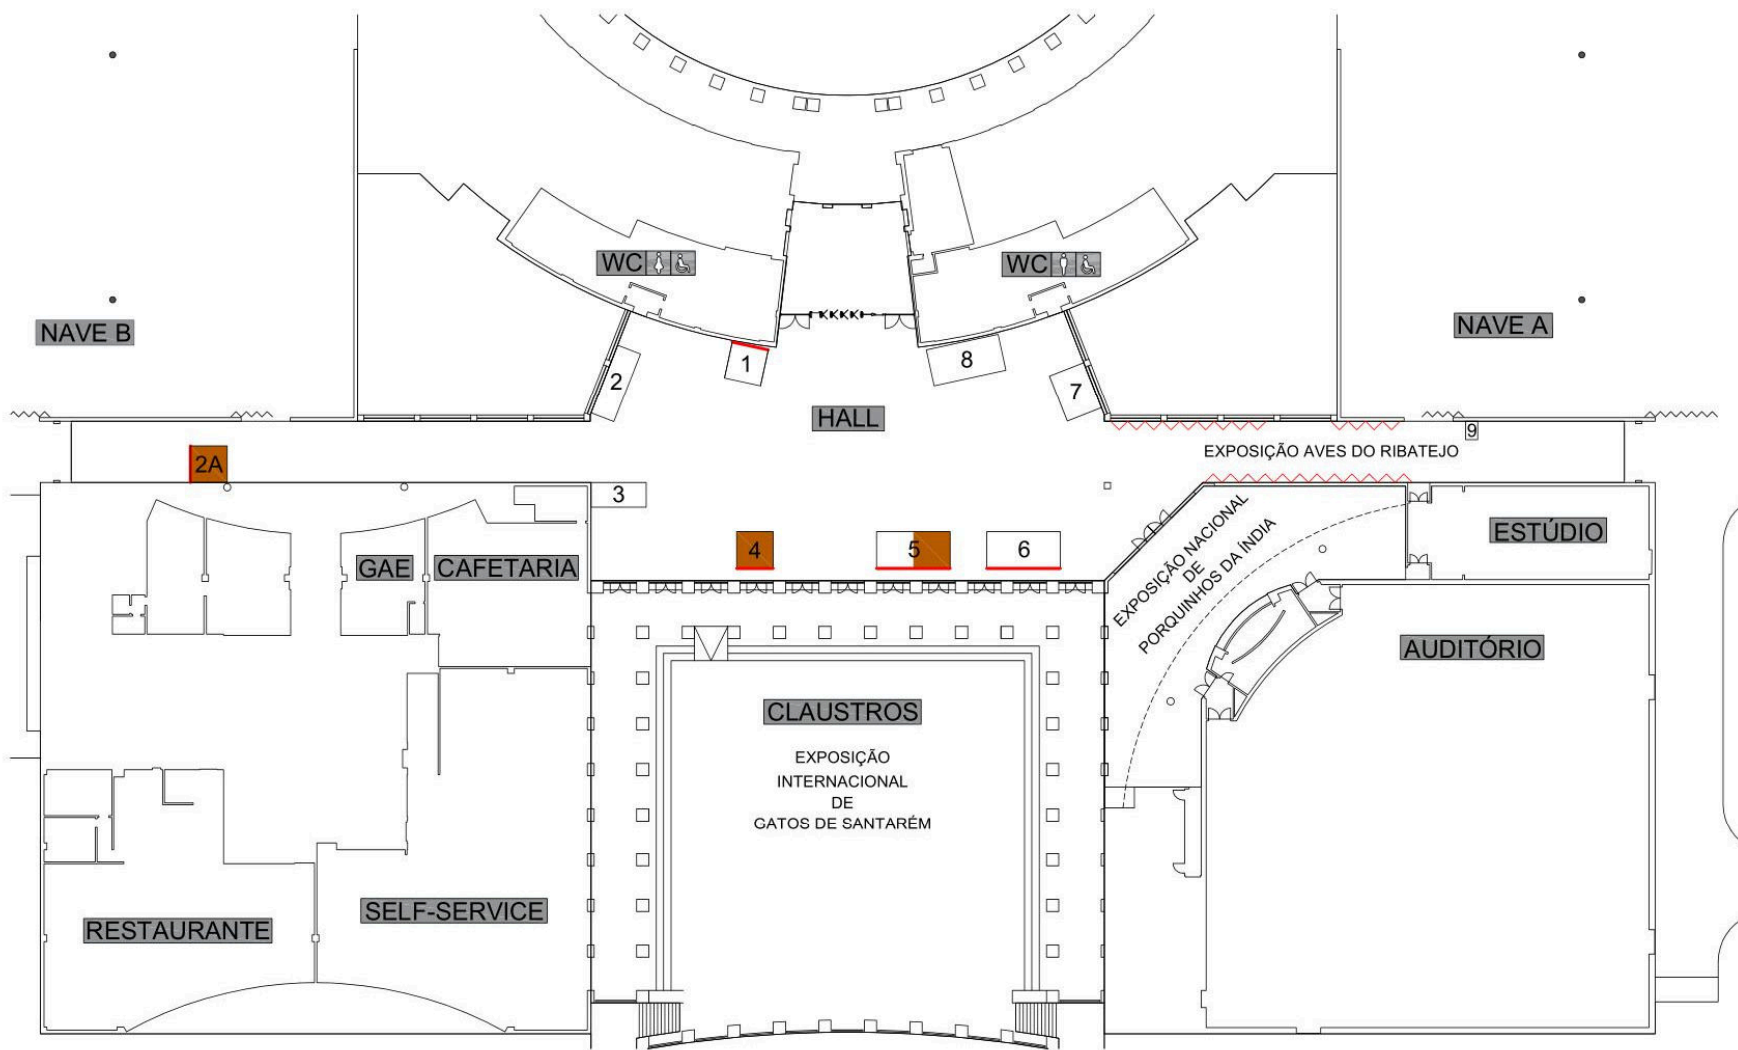 WC
WC
NAVE B
NAVE A
1
8
2
7
HALL
9
EXPOSIÇÃO AVES DO RIBATEJO
2A
3
EXPOSIÇÃO NACIONAL
DE
PORQUINHOS DA ÍNDIA
ESTÚDIO
4
5
6
GAE
CAFETARIA
AUDITÓRIO
CLAUSTROS
EXPOSIÇÃO
INTERNACIONAL
DE
GATOS DE SANTARÉM
SELF-SERVICE
RESTAURANTE